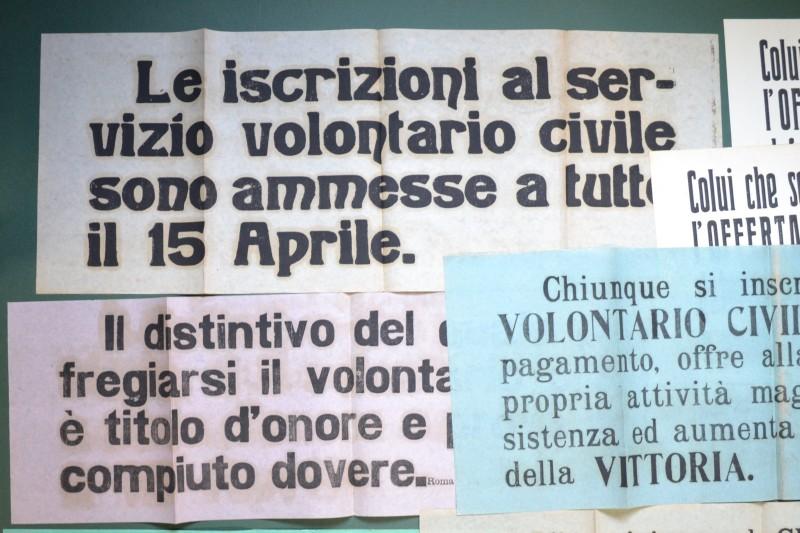 Le iscrizioni al ser-
vizio volontario civile
sono ammesse a tutto
il 15 Aprile.
Colui
l'OF
Colui che
l'OFFERTA
Il distintivo del
fregiarsi il volonta
è titolo d'onore e
compiuto dovere.
Roma
Chiunque si inscr
VOLONTARIO CIVIL
pagamento, offre alla
propria attività mag
sistenza ed aumenta
della VITTORIA.